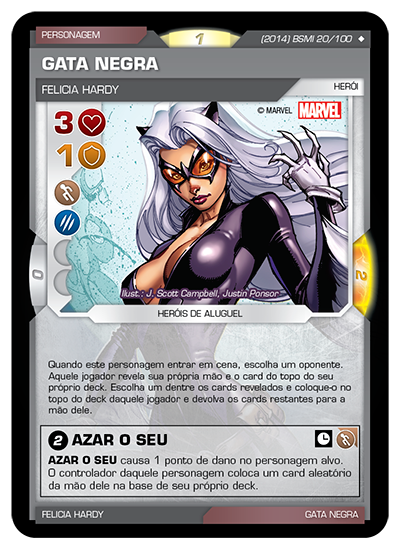 PERSONAGEM
1
(2014) BSMI 20/100
GATA NEGRA
FELICIA HARDY
HERÓI
© MARVEL
MARVEL
3
1
0
2
Ilust.: J. Scott Campbell, Justin Ponsor
HERÓIS DE ALUGUEL
Quando este personagem entrar em cena, escolha um oponente.
Aquele jogador revela sua própria mão e o card do topo do seu
próprio deck. Escolha um dentre os cards revelados e coloque-o no
topo do deck daquele jogador e devolva os cards restantes para a
mão dele.
2 AZAR O SEU
AZAR O SEU causa 1 ponto de dano no personagem alvo.
O controlador daquele personagem coloca um card aleatório
da mão dele na base de seu próprio deck.
FELICIA HARDY
GATA NEGRA